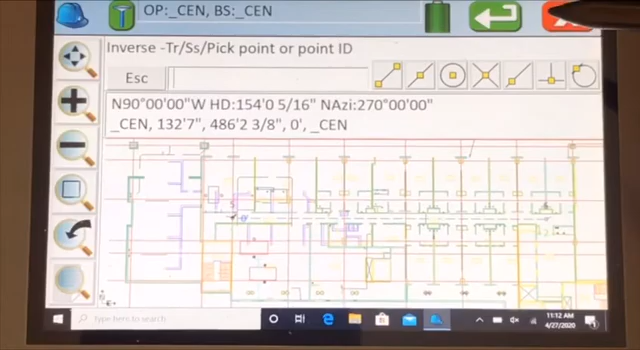 OP:_CEN, BS:_CEN
Inverse -Tr/Ss/Pick point or point ID
Esc
N90°00'00"W HD:154'0 5/16" NAzi:270°00'00"
_CEN, 132'7", 486'2 3/8", 0', _CEN
Type here to search
11:12 AM
4/27/2020